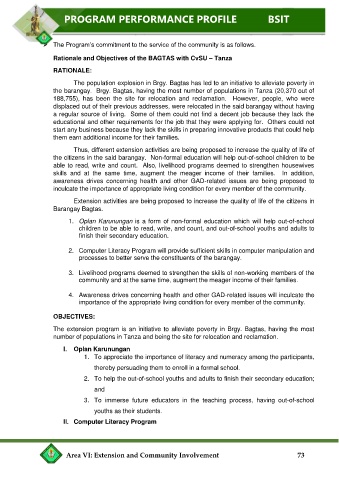 PROGRAM PERFORMANCE PROFILE BSIT
The Program's commitment to the service of the community is as follows.
Rationale and Objectives of the BAGTAS with CvSU – Tanza
RATIONALE:
The population explosion in Brgy. Bagtas has led to an initiative to alleviate poverty in
the barangay. Brgy. Bagtas, having the most number of populations in Tanza (20,370 out of
188,755), has been the site for relocation and reclamation. However, people, who were
displaced out of their previous addresses, were relocated in the said barangay without having
a regular source of living. Some of them could not find a decent job because they lack the
educational and other requirements for the job that they were applying for. Others could not
start any business because they lack the skills in preparing innovative products that could help
them earn additional income for their families.
Thus, different extension activities are being proposed to increase the quality of life of
the citizens in the said barangay. Non-formal education will help out-of-school children to be
able to read, write and count. Also, livelihood programs deemed to strengthen housewives
skills and at the same time, augment the meager income of their families. In addition,
awareness drives concerning health and other GAD-related issues are being proposed to
inculcate the importance of appropriate living condition for every member of the community.
Extension activities are being proposed to increase the quality of life of the citizens in
Barangay Bagtas.
1. Oplan Karunungan is a form of non-formal education which will help out-of-school
children to be able to read, write, and count, and out-of-school youths and adults to
finish their secondary education.
2. Computer Literacy Program will provide sufficient skills in computer manipulation and
processes to better serve the constituents of the barangay.
3. Livelihood programs deemed to strengthen the skills of non-working members of the
community and at the same time, augment the meager income of their families.
4. Awareness drives concerning health and other GAD-related issues will inculcate the
importance of the appropriate living condition for every member of the community.
OBJECTIVES:
The extension program is an initiative to alleviate poverty in Brgy. Bagtas, having the most
number of populations in Tanza and being the site for relocation and reclamation.
I. Oplan Karunungan
1. To appreciate the importance of literacy and numeracy among the participants,
thereby persuading them to enroll in a formal school.
2. To help the out-of-school youths and adults to finish their secondary education;
and
3. To immerse future educators in the teaching process, having out-of-school
youths as their students.
II. Computer Literacy Program
Area VI: Extension and Community Involvement 73